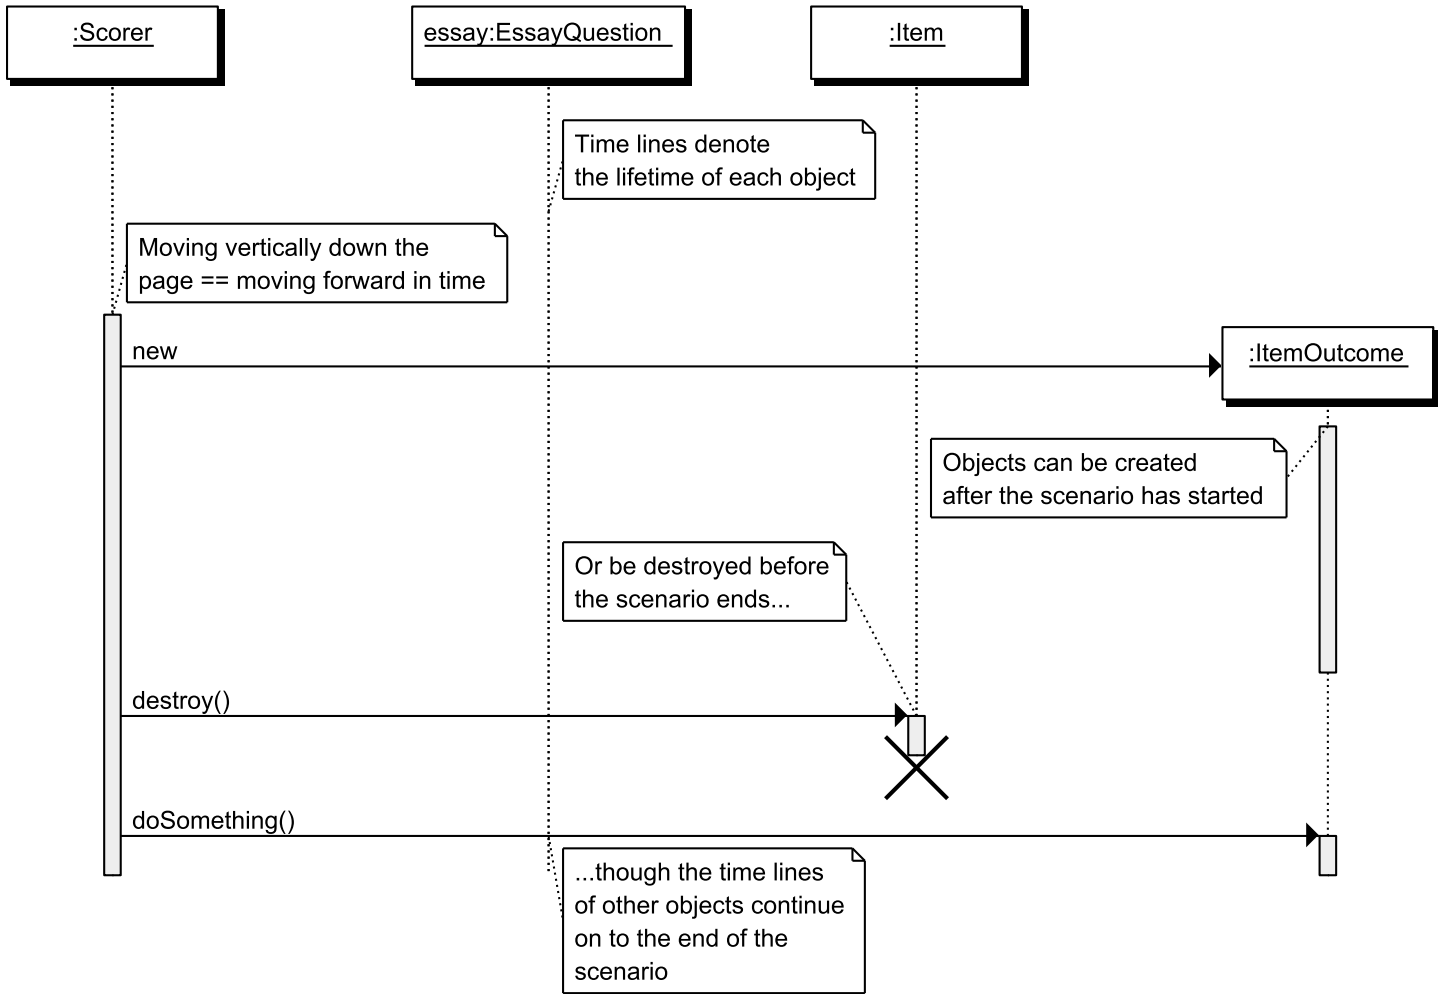 :Scorer
essay:EssayQuestion
:Item
Time lines denote
the lifetime of each object
Moving vertically down the
page == moving forward in time
new
:ItemOutcome
Objects can be created
after the scenario has started
Or be destroyed before
the scenario ends...
destroy()
doSomething()
...though the time lines
of other objects continue
on to the end of the
scenario